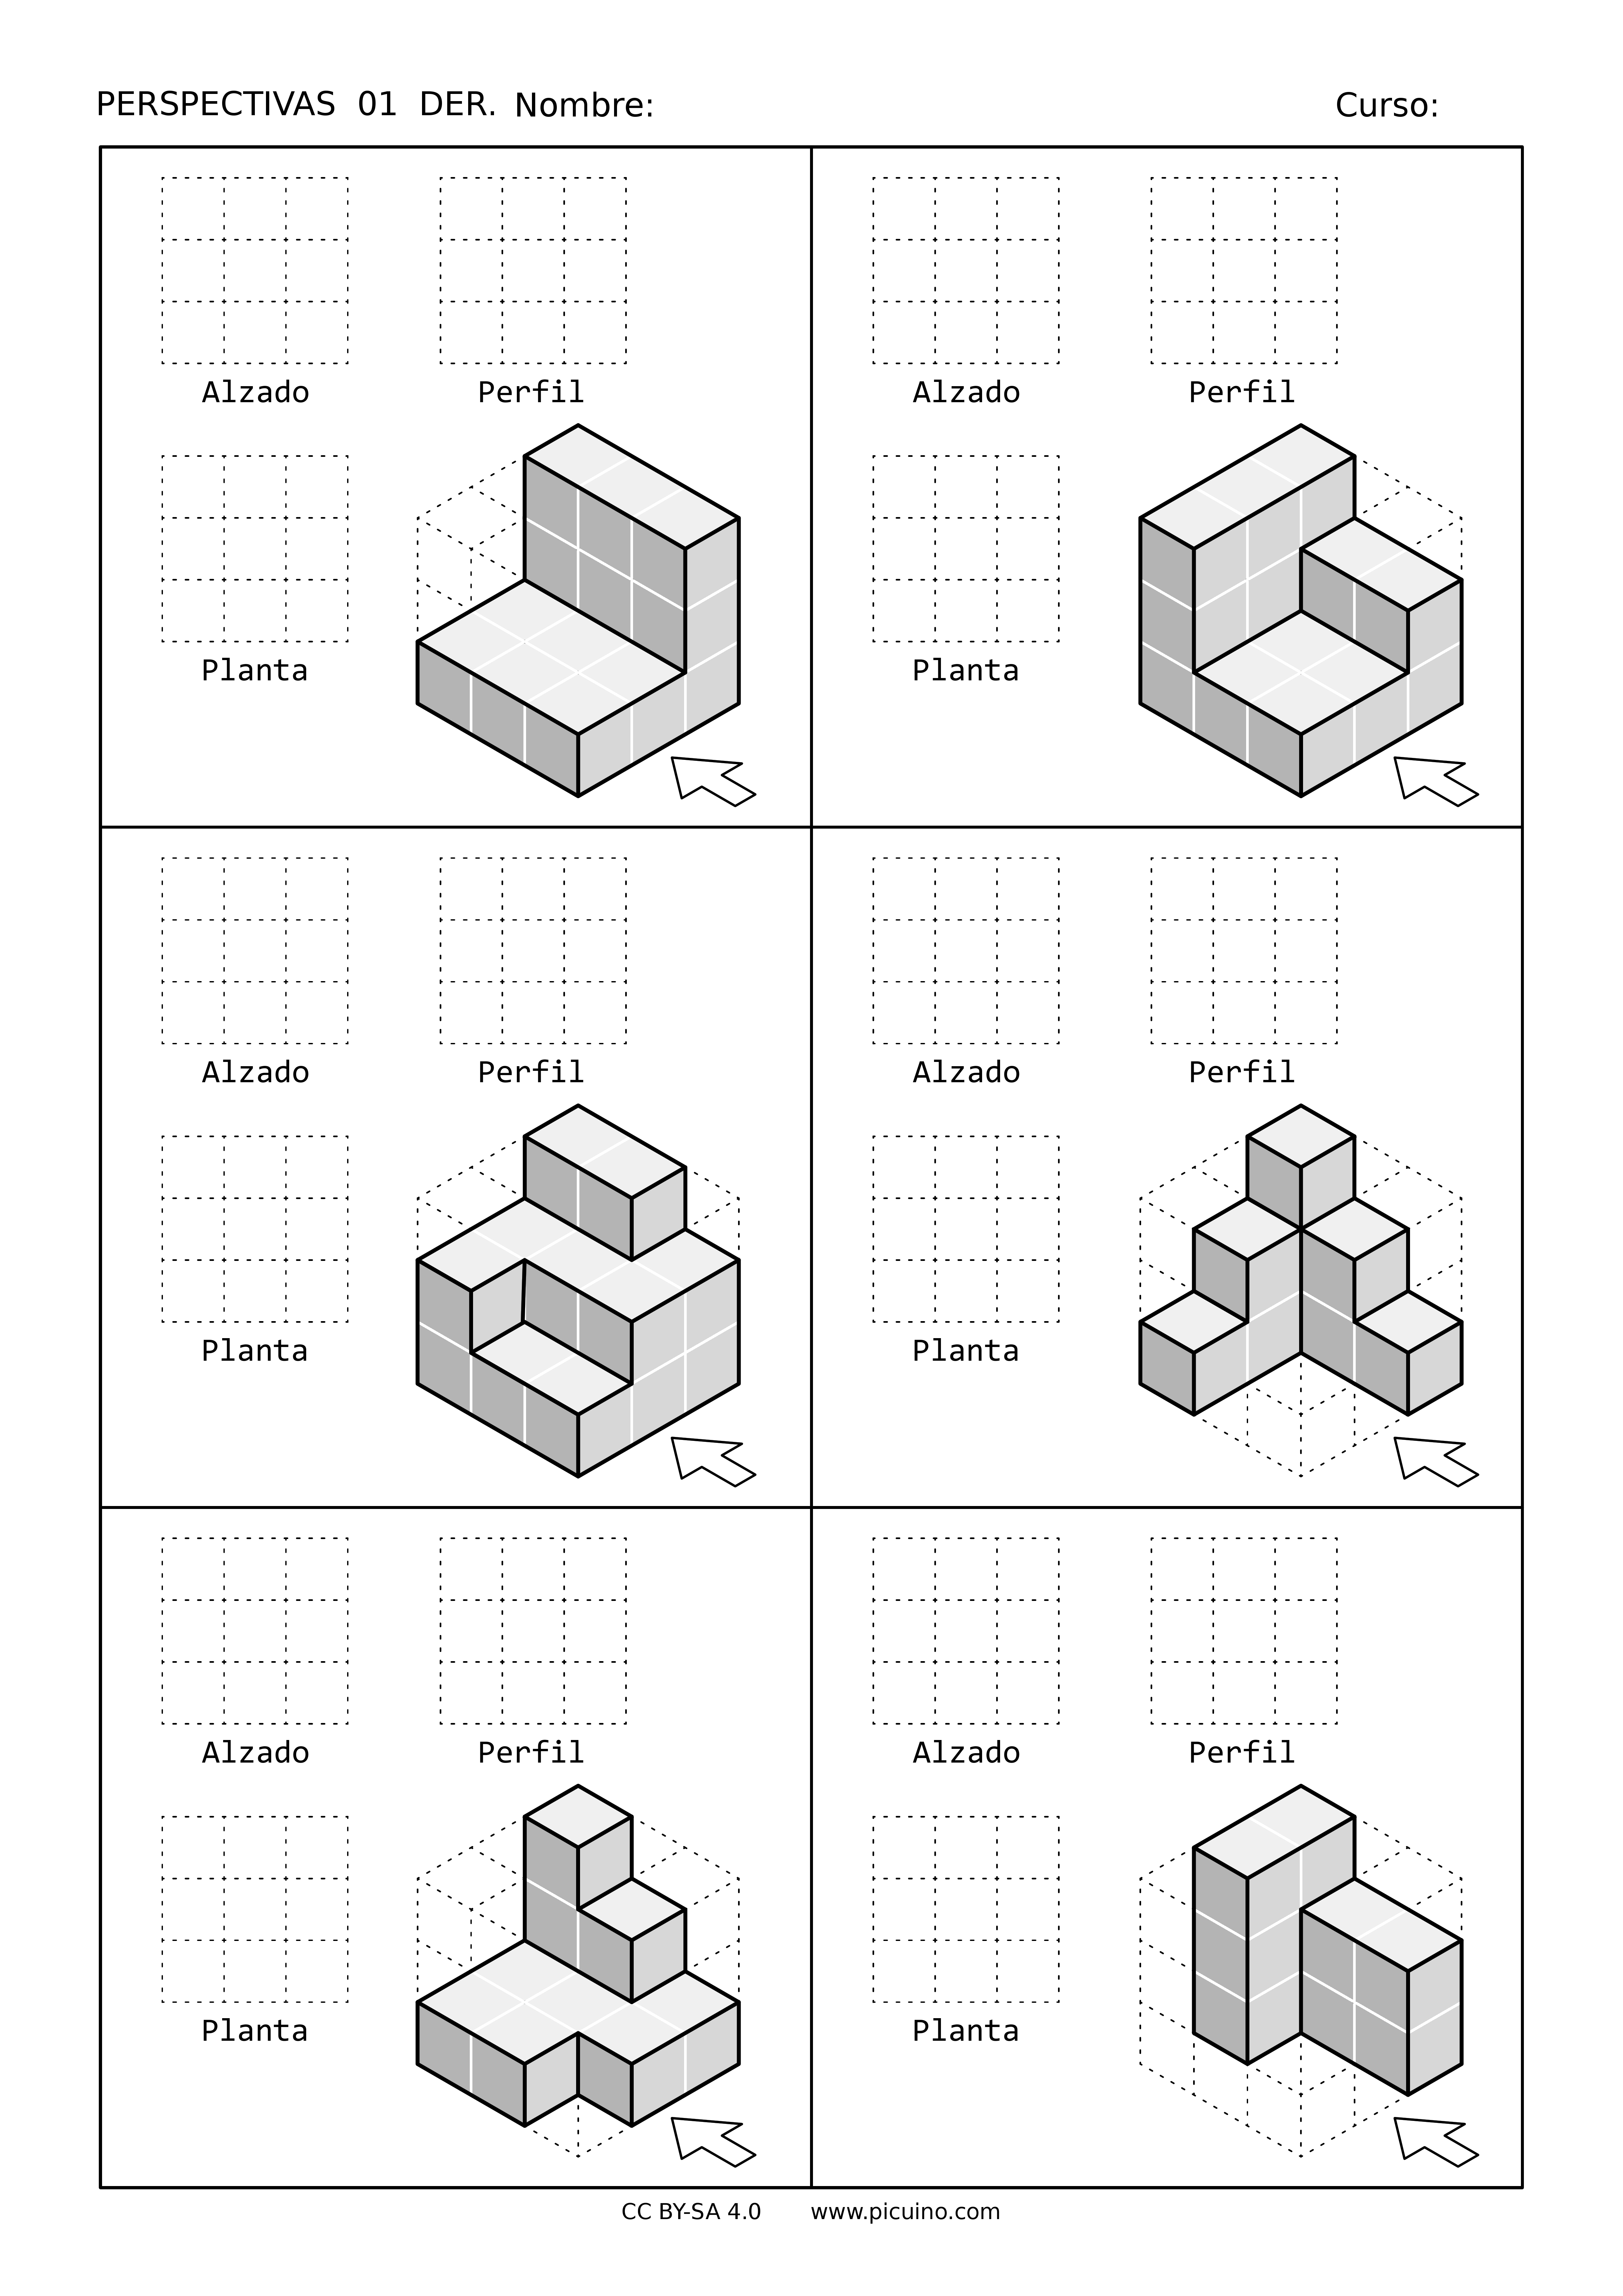 PERSPECTIVAS 01 DER. Nombre: Curso:
Alzado Perfil Alzado Perfil
Planta Planta
Alzado Perfil Alzado Perfil
Planta Planta
Alzado Perfil Alzado Perfil
Planta Planta
CC BY-SA 4.0 www.picuino.com